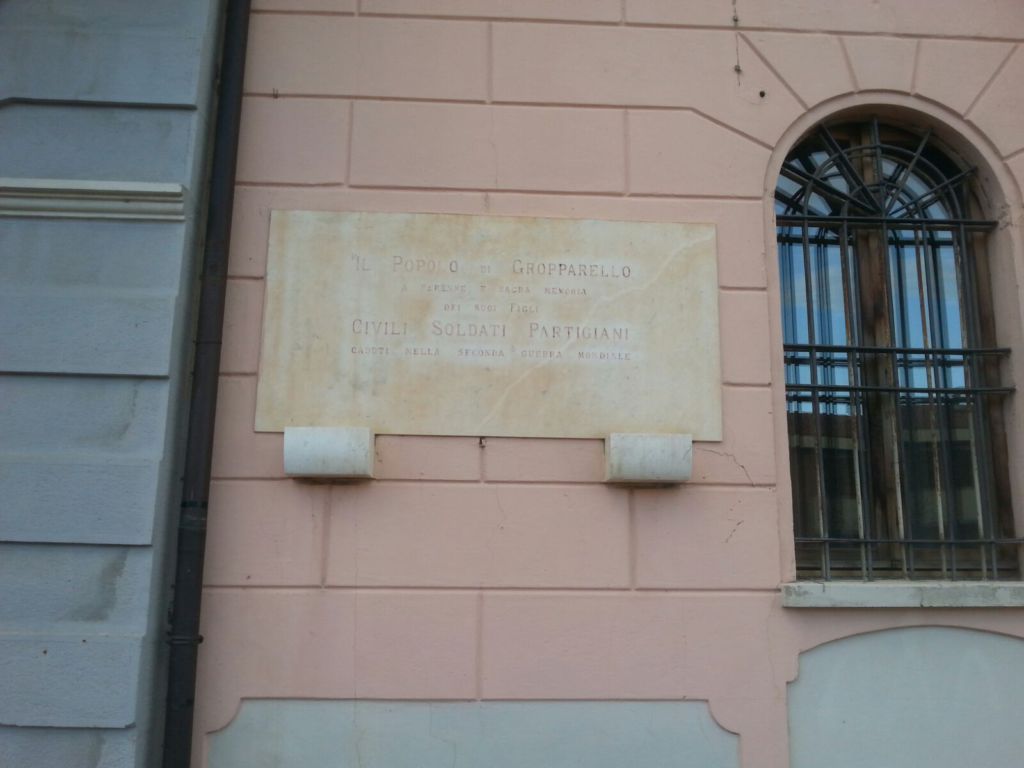 IL POPOLO DI GROPPARELLO
A PERENNE E SACRA MEMORIA
DEI SUOI FIGLI
CIVILI SOLDATI PARTIGIANI
CADUTI NELLA SECONDA GUERRA MONDIALE